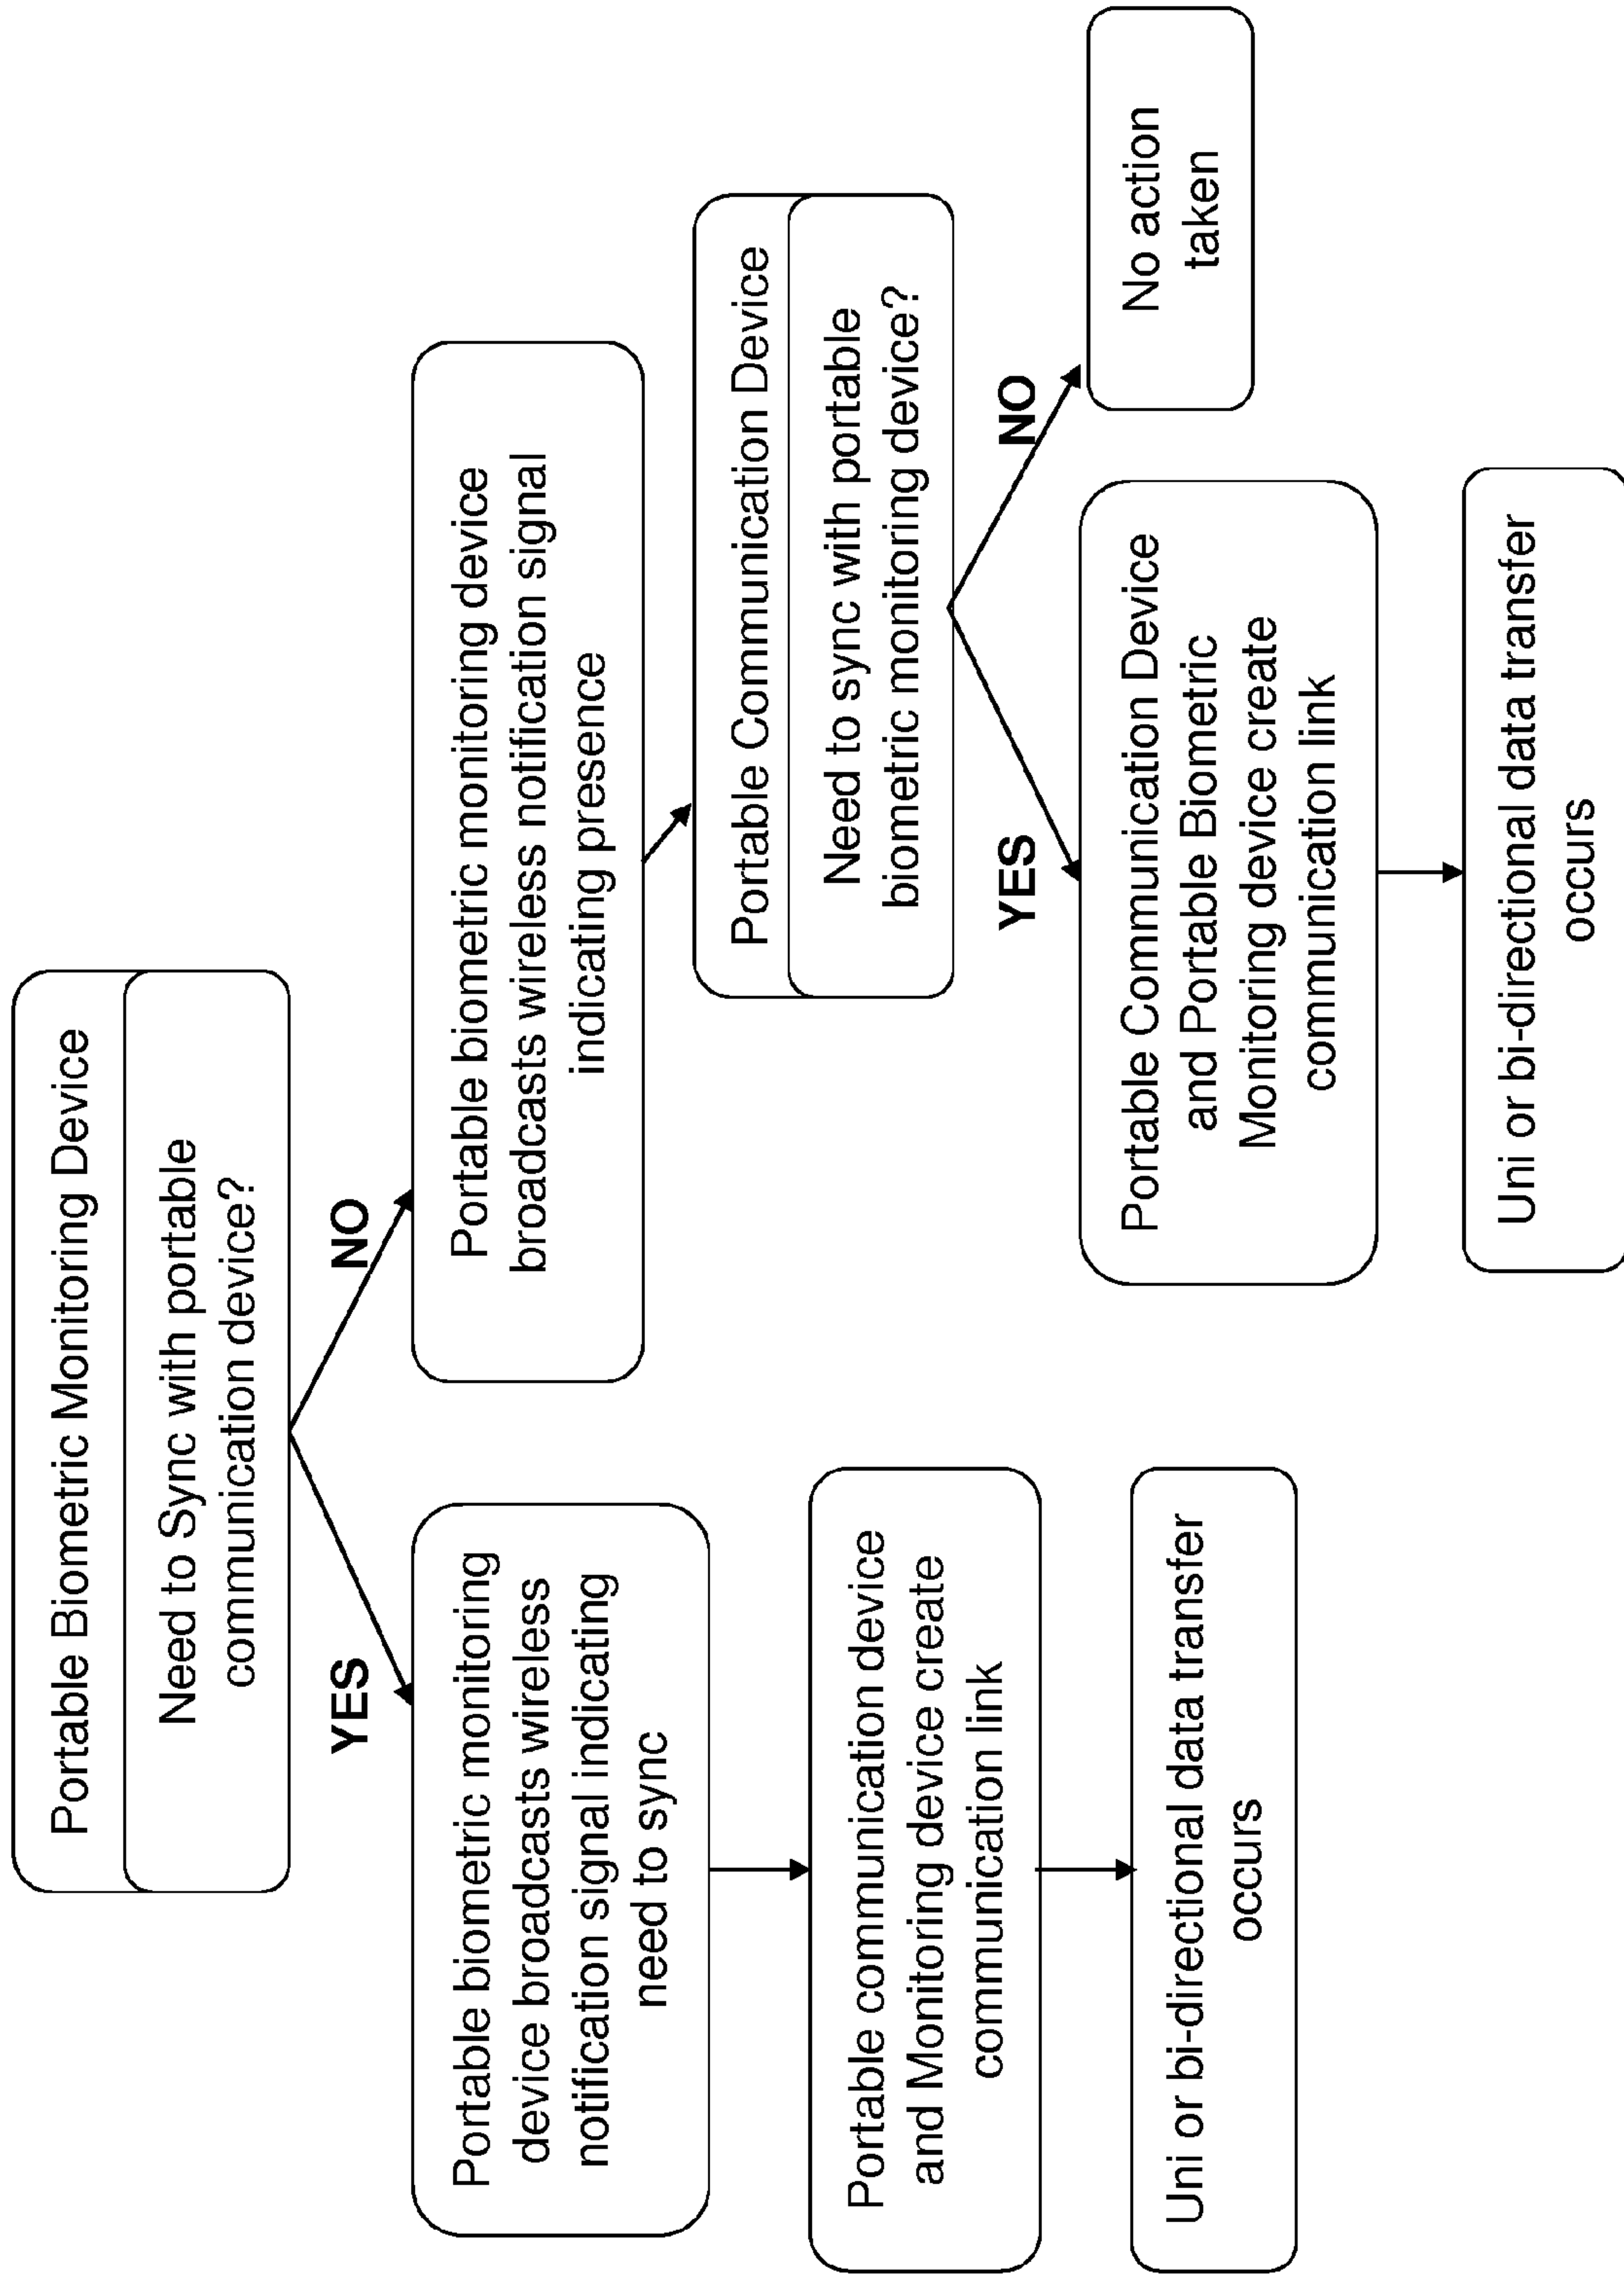 Portable Biometric Monitoring Device
Need to Sync with portable
communication device?
YES
NO
Portable biometric monitoring
device broadcasts wireless
notification signal indicating
need to sync
Portable biometric monitoring device
broadcasts wireless notification signal
indicating presence
Portable communication device
and Monitoring device create
communication link
Uni or bi-directional data transfer
occurs
Portable Communication Device
Need to sync with portable
biometric monitoring device?
YES
NO
Portable Communication Device
and Portable Biometric
Monitoring device create
communication link
No action
taken
Uni or bi-directional data transfer
occurs